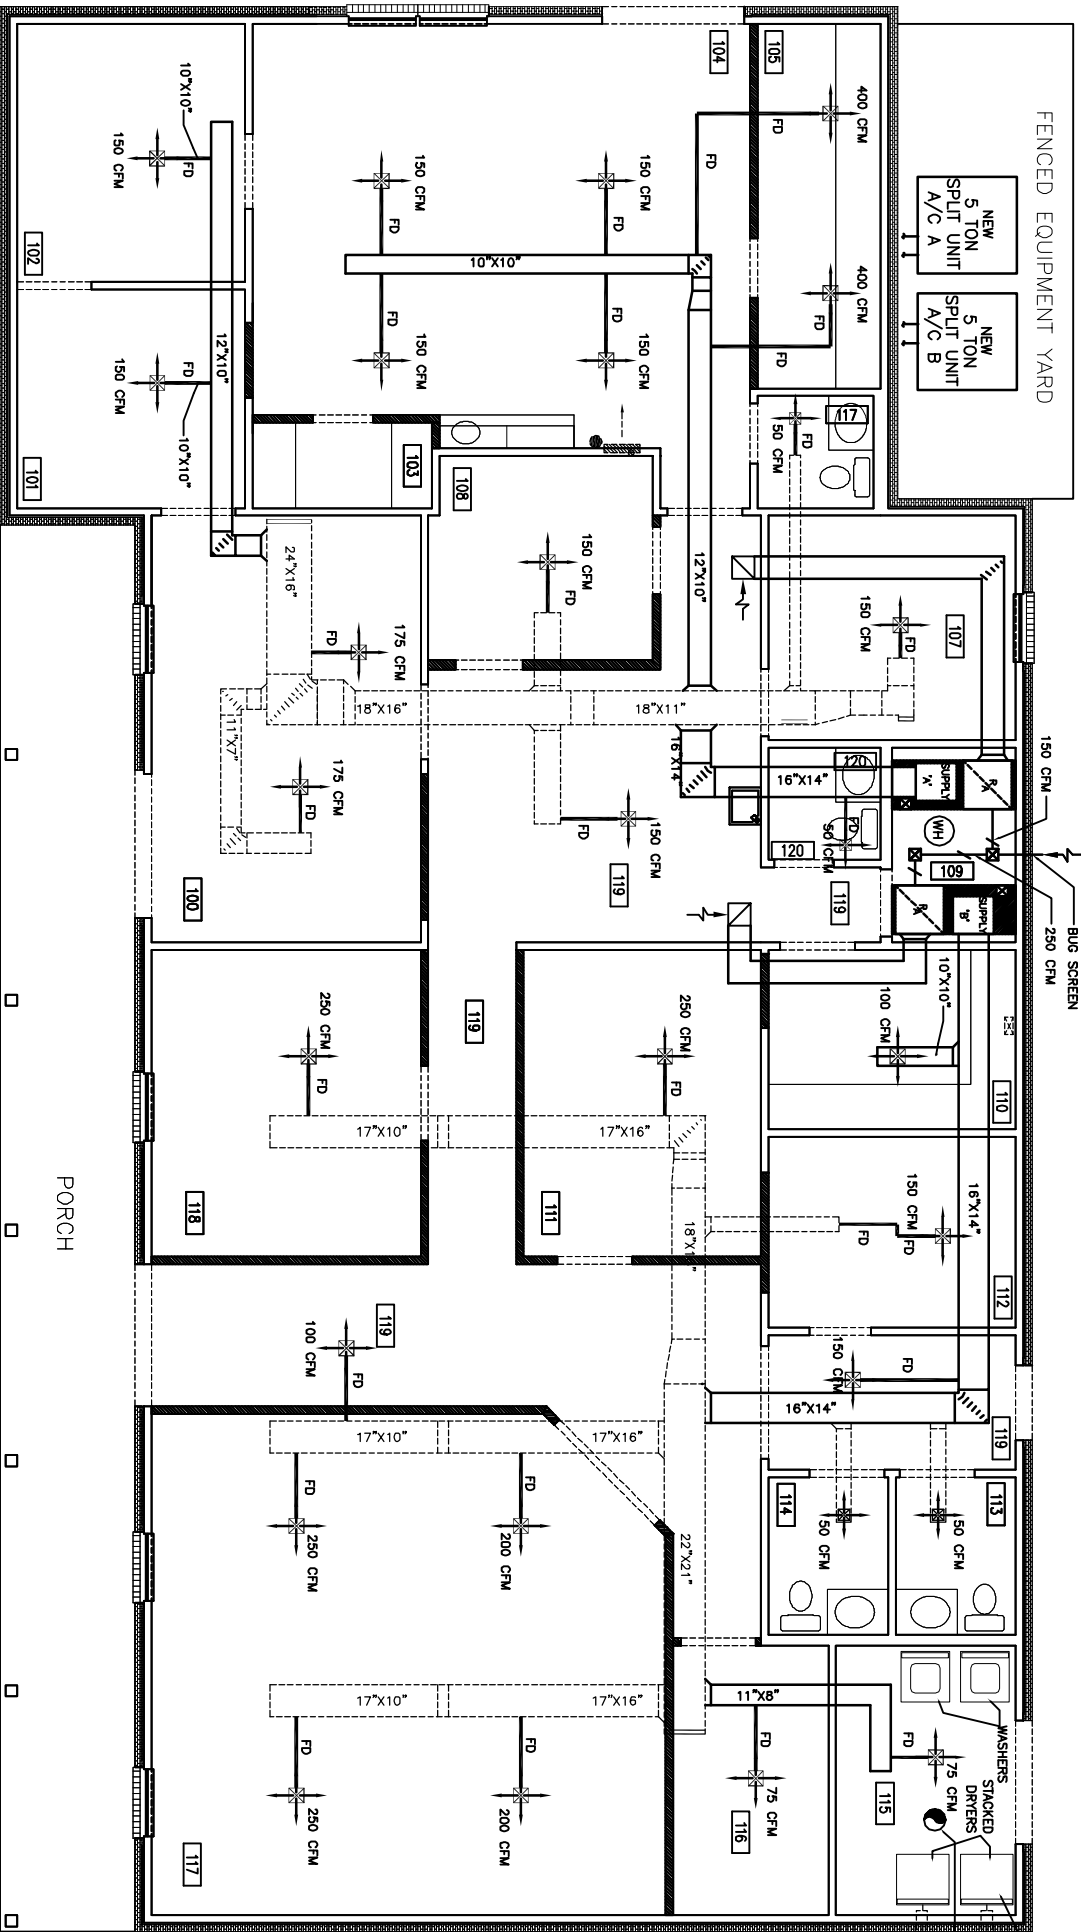 FENCED EQUIPMENT YARD
NEW
5 TON
SPLIT UNIT
A/C A
NEW
5 TON
SPLIT UNIT
A/C B
105
104
400 CFM
FD
FD
400 CFM
FD
FD
10"X10"
150 CFM
FD
102
150 CFM
FD
150 CFM
FD
10"X10"
150 CFM
FD
150 CFM
FD
12"X10"
150 CFM
FD
10"X10"
101
103
108
117
50 CFM
FD
150 CFM
FD
12"X10"
150 CFM
107
FD
24"X16"
175 CFM
FD
18"X16"
18"X11"
11"X7"
175 CFM
FD
16"X14"
16"X14"
150 CFM
FD
119
100
120
120
FD
50 CFM
SUPPLY
'A'
R/A
WH
109
R/A
SUPPLY
'B'
150 CFM
BUG SCREEN
250 CFM
119
10"X10"
100 CFM
110
119
250 CFM
FD
250 CFM
FD
17"X10"
17"X16"
118
111
150 CFM
FD
FD
16"X14"
112
PORCH
119
100 CFM
FD
150 CFM
FD
16"X14"
119
17"X10"
17"X16"
FD
250 CFM
FD
200 CFM
22"X21"
114
50 CFM
113
50 CFM
17"X10"
17"X16"
FD
250 CFM
FD
200 CFM
117
11"X8"
FD
75 CFM
116
FD
75 CFM
115
WASHERS
STACKED
DRYERS